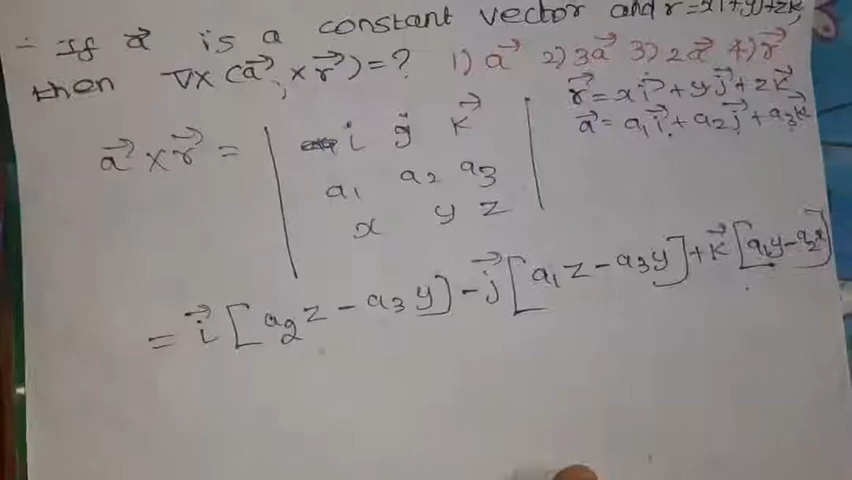 - If a⃗ is a constant vector and r = xi + yj + zk,
then ∇×(a⃗ × r⃗) = ? 1) a⃗ 2) 3a⃗ 3) 2a⃗ 4) r⃗
r⃗ = xi⃗ + yj⃗ + zk⃗
a⃗ = a₁i⃗ + a₂j⃗ + a₃k⃗
a⃗ × r⃗ = | i j k⃗ |
a₁ a₂ a₃
x y z
= i⃗ [a₂z - a₃y] - j⃗ [a₁z - a₃y] + k⃗ [a₁y - a₂x]